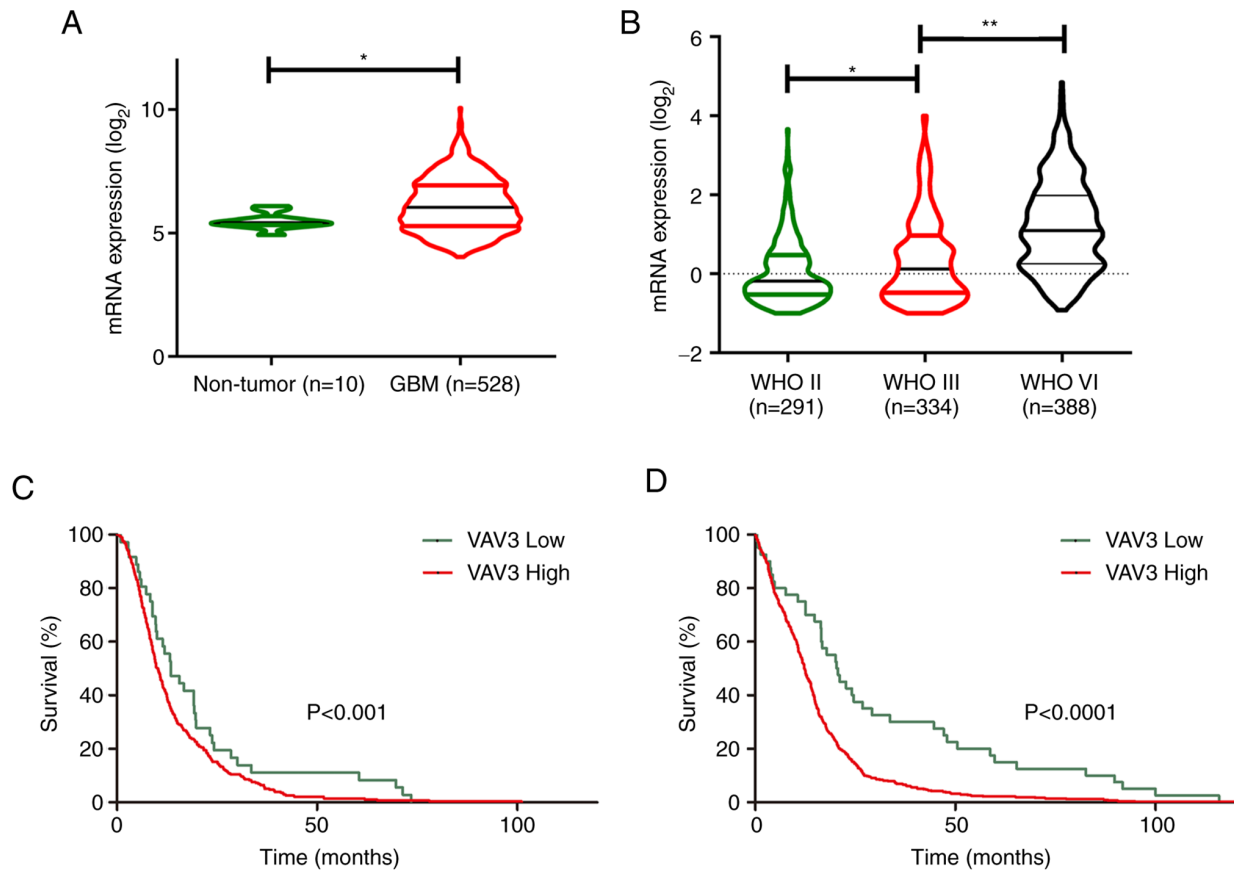 A
mRNA expression (log2)
10
5
0
*
Non-tumor (n=10)
GBM (n=528)
B
mRNA expression (log2)
6
4
2
0
−2
*
**
WHO II
(n=291)
WHO III
(n=334)
WHO VI
(n=388)
C
Survival (%)
100
80
60
40
20
0
VAV3 Low
VAV3 High
P<0.001
0
50
100
Time (months)
D
Survival (%)
100
80
60
40
20
0
VAV3 Low
VAV3 High
P<0.0001
0
50
100
Time (months)